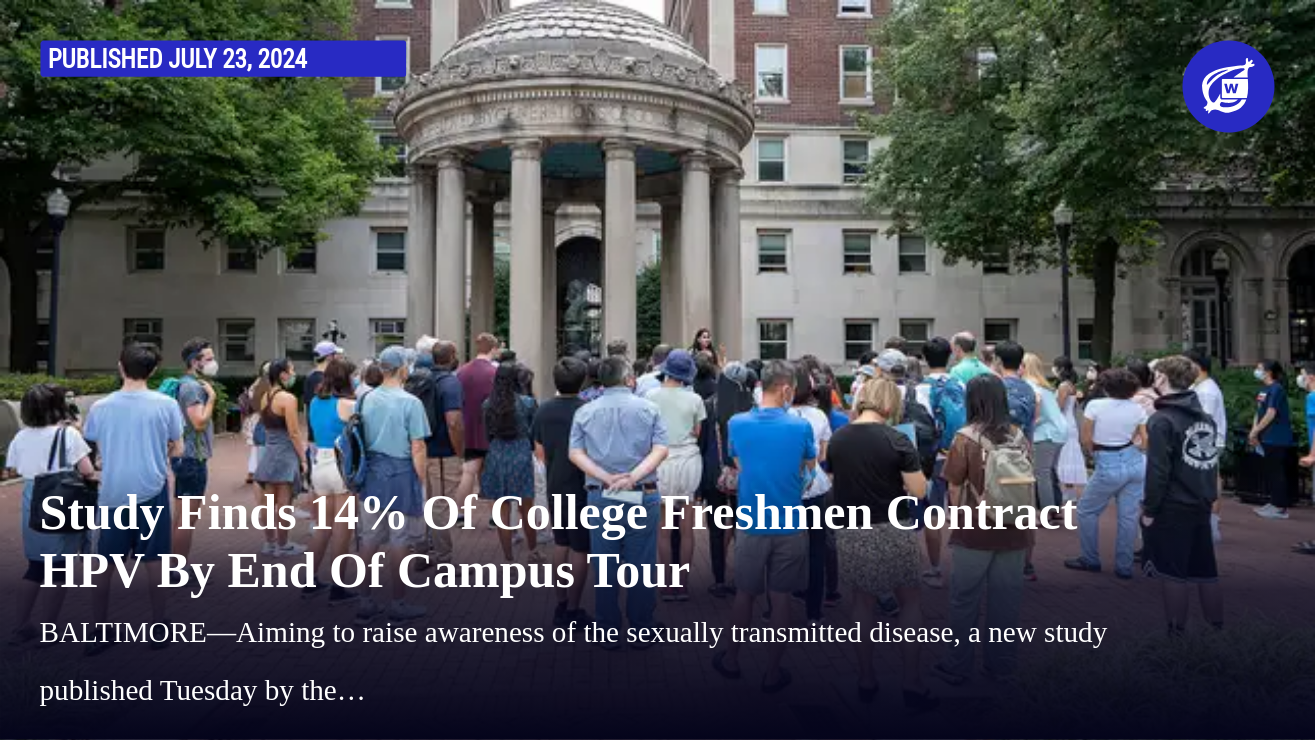 PUBLISHED JULY 23, 2024
W
Study Finds 14% Of College Freshmen Contract
HPV By End Of Campus Tour
BALTIMORE—Aiming to raise awareness of the sexually transmitted disease, a new study
published Tuesday by the…